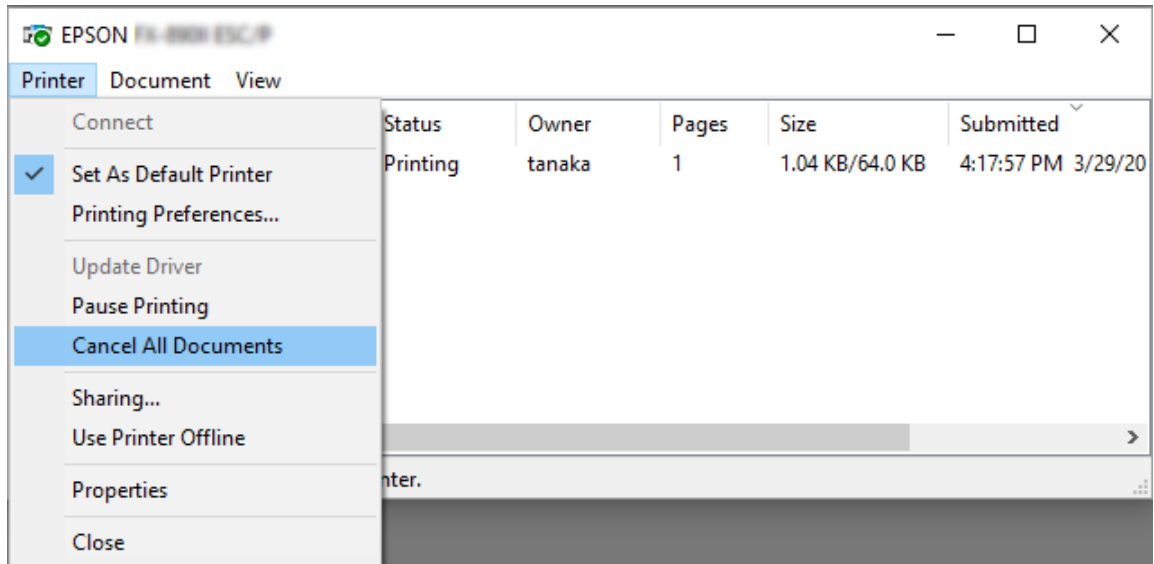 EPSON
Printer Document View
Connect
Status Owner Pages Size Submitted
Printing tanaka 1 1.04 KB/64.0 KB 4:17:57 PM 3/29/20
Set As Default Printer
Printing Preferences...
Update Driver
Pause Printing
Cancel All Documents
Sharing...
Use Printer Offline
Properties
nter.
Close